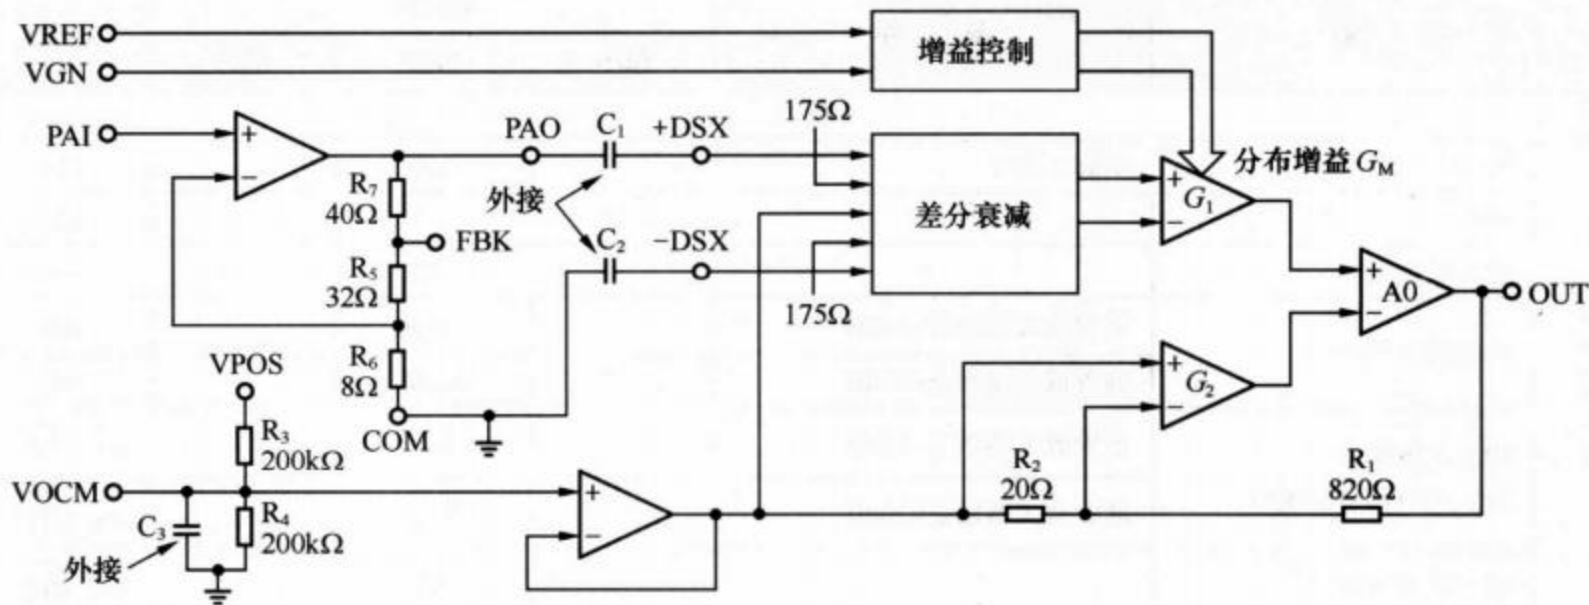 VREF
VGN
增益控制
PAI
+
−
PAO
C₁
+DSX
175Ω
R₇
40Ω
外接
FBK
C₂
−DSX
差分衰减
+
G₁
−
分布增益 G_M
R₅
32Ω
175Ω
+
A0
−
OUT
VPOS
R₆
8Ω
+
G₂
−
COM
R₃
200kΩ
VOCM
+
−
R₂
20Ω
R₁
820Ω
C₃
R₄
200kΩ
外接